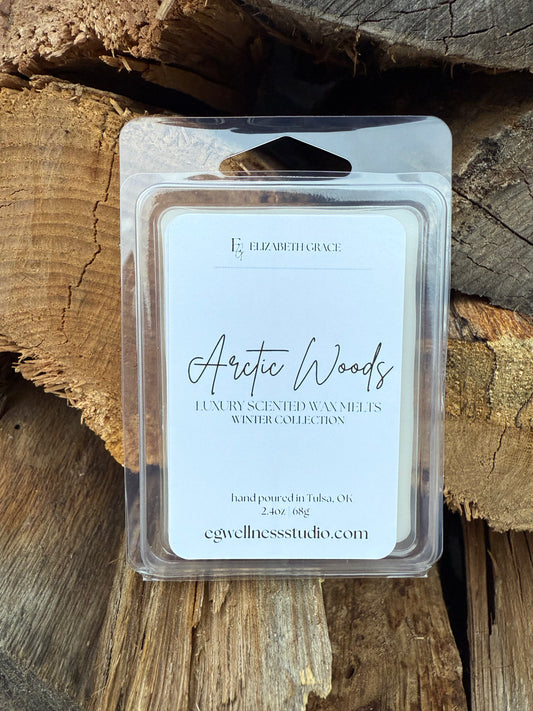 EG ELIZABETH GRACE
Arctic Woods
LUXURY SCENTED WAX MELTS
WINTER COLLECTION
hand poured in Tulsa, OK
2.4oz | 68g
egwellnessstudio.com